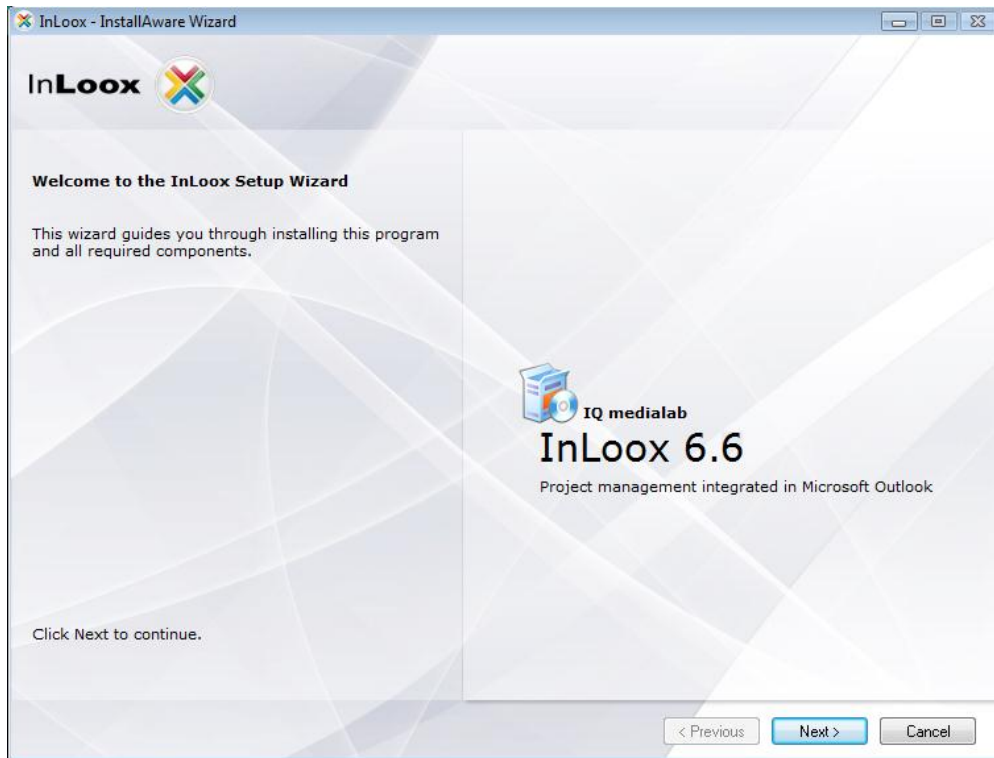 InLoox - InstallAware Wizard
InLoox
Welcome to the InLoox Setup Wizard
This wizard guides you through installing this program
and all required components.
IQ medialab
InLoox 6.6
Project management integrated in Microsoft Outlook
Click Next to continue.
< Previous
Next >
Cancel